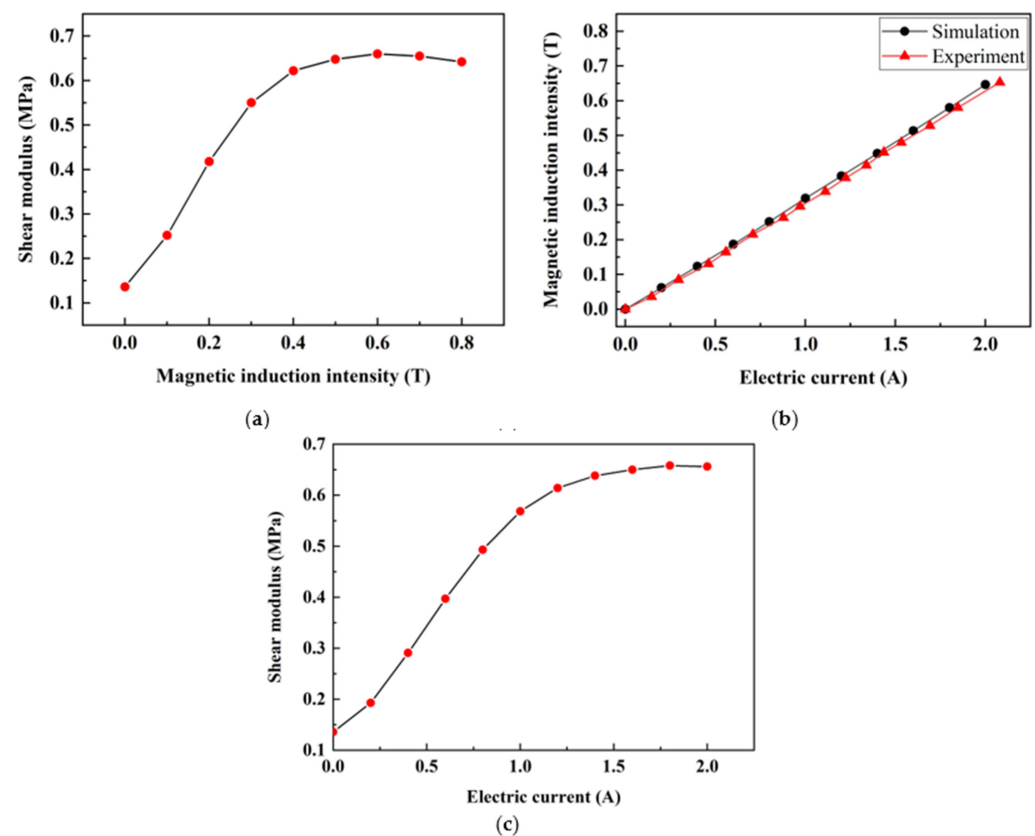 0.7
0.6
0.5
0.4
0.3
0.2
0.1
Shear modulus (MPa)
0.0 0.2 0.4 0.6 0.8
Magnetic induction intensity (T)
(a)
Simulation
Experiment
0.8
0.7
0.6
0.5
0.4
0.3
0.2
0.1
0.0
Magnetic induction intensity (T)
0.0 0.5 1.0 1.5 2.0
Electric current (A)
(b)
0.7
0.6
0.5
0.4
0.3
0.2
0.1
Shear modulus (MPa)
0.0 0.5 1.0 1.5 2.0
Electric current (A)
(c)